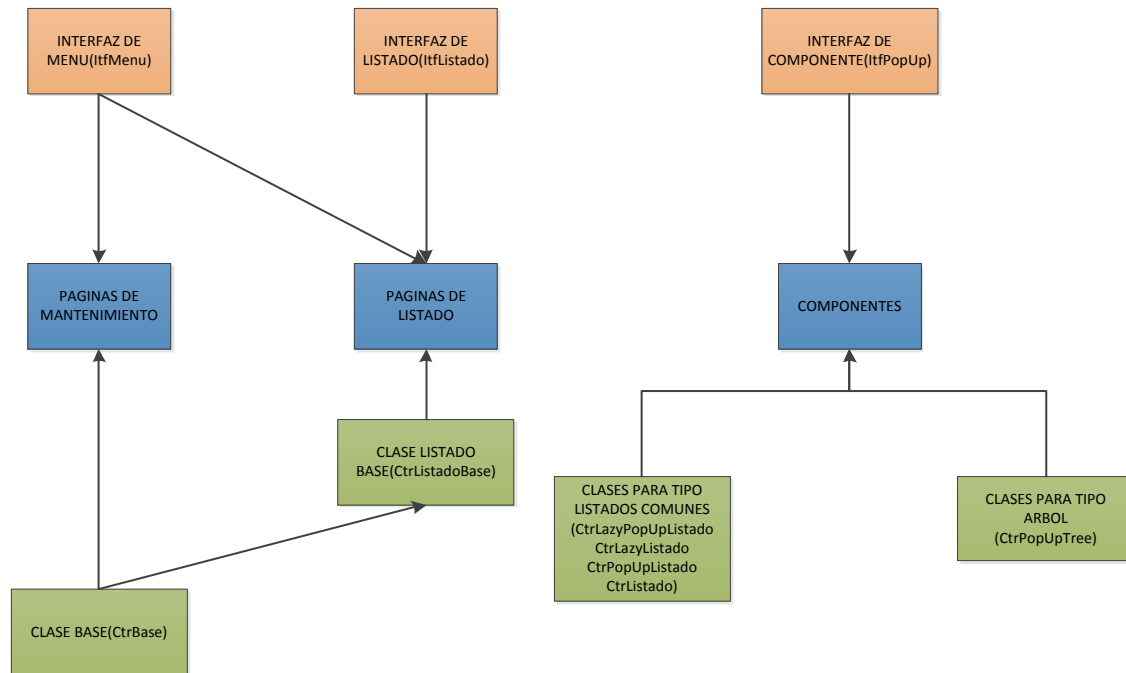 INTERFAZ DE
MENU(ItfMenu)
INTERFAZ DE
LISTADO(ItfListado)
INTERFAZ DE
COMPONENTE(ItfPopUp)
PAGINAS DE
MANTENIMIENTO
PAGINAS DE
LISTADO
COMPONENTES
CLASE LISTADO
BASE(CtrListadoBase)
CLASES PARA TIPO
LISTADOS COMUNES
(CtrLazyPopUpListado
CtrLazyListado
CtrPopUpListado
CtrListado)
CLASES PARA TIPO
ARBOL
(CtrPopUpTree)
CLASE BASE(CtrBase)